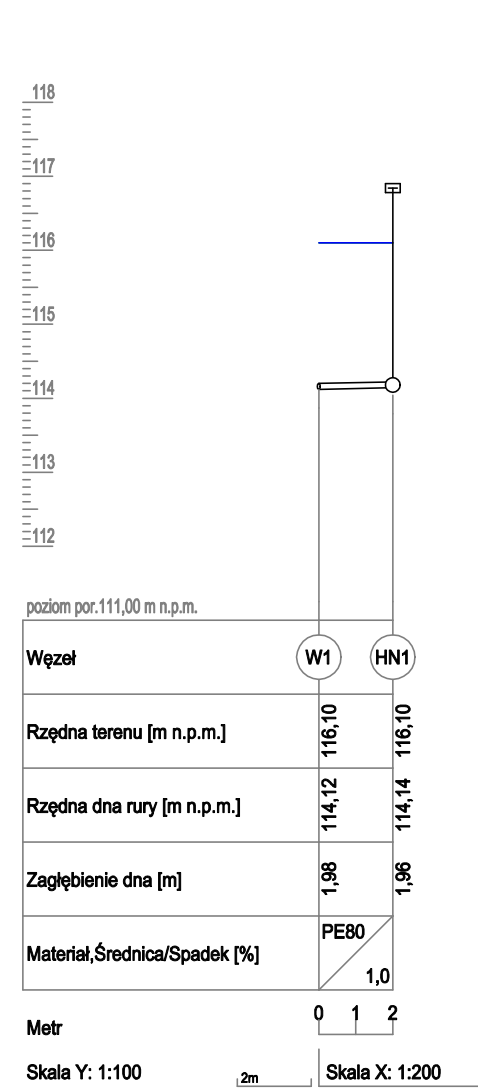 118
117
116
115
114
113
112
poziom por.111,00 m n.p.m.
Węzeł W1 HN1
Rzędna terenu [m n.p.m.] 116,10 116,10
Rzędna dna rury [m n.p.m.] 114,12 114,14
Zagłębienie dna [m] 1,98 1,96
Materiał,Średnica/Spadek [%] PE80 1,0
Metr 0 1 2
Skala Y: 1:100 2m Skala X: 1:200